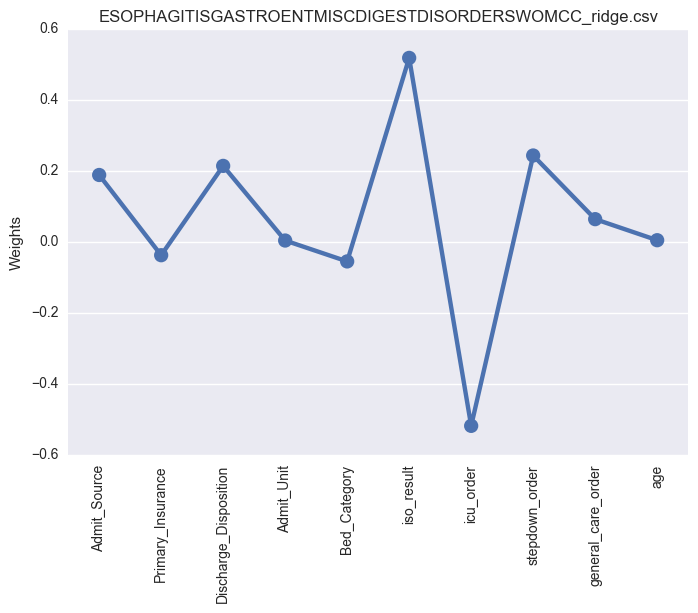 ESOPHAGITISGASTROENTMISCDIGESTDISORDERSWOMCC_ridge.csv
0.6
0.4
0.2
0.0
−0.2
−0.4
−0.6
Weights
Admit_Source
Primary_Insurance
Discharge_Disposition
Admit_Unit
Bed_Category
iso_result
icu_order
stepdown_order
general_care_order
age